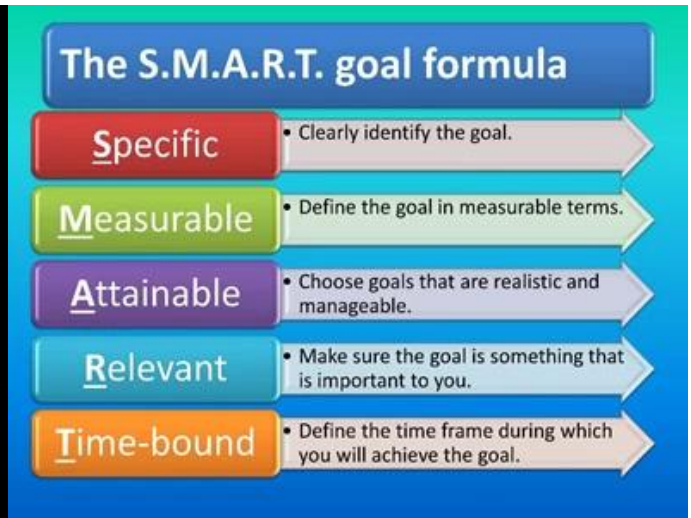 The S.M.A.R.T. goal formula
Specific
• Clearly identify the goal.
Measurable
• Define the goal in measurable terms.
Attainable
• Choose goals that are realistic and
manageable.
Relevant
• Make sure the goal is something that
is important to you.
Time-bound
• Define the time frame during which
you will achieve the goal.